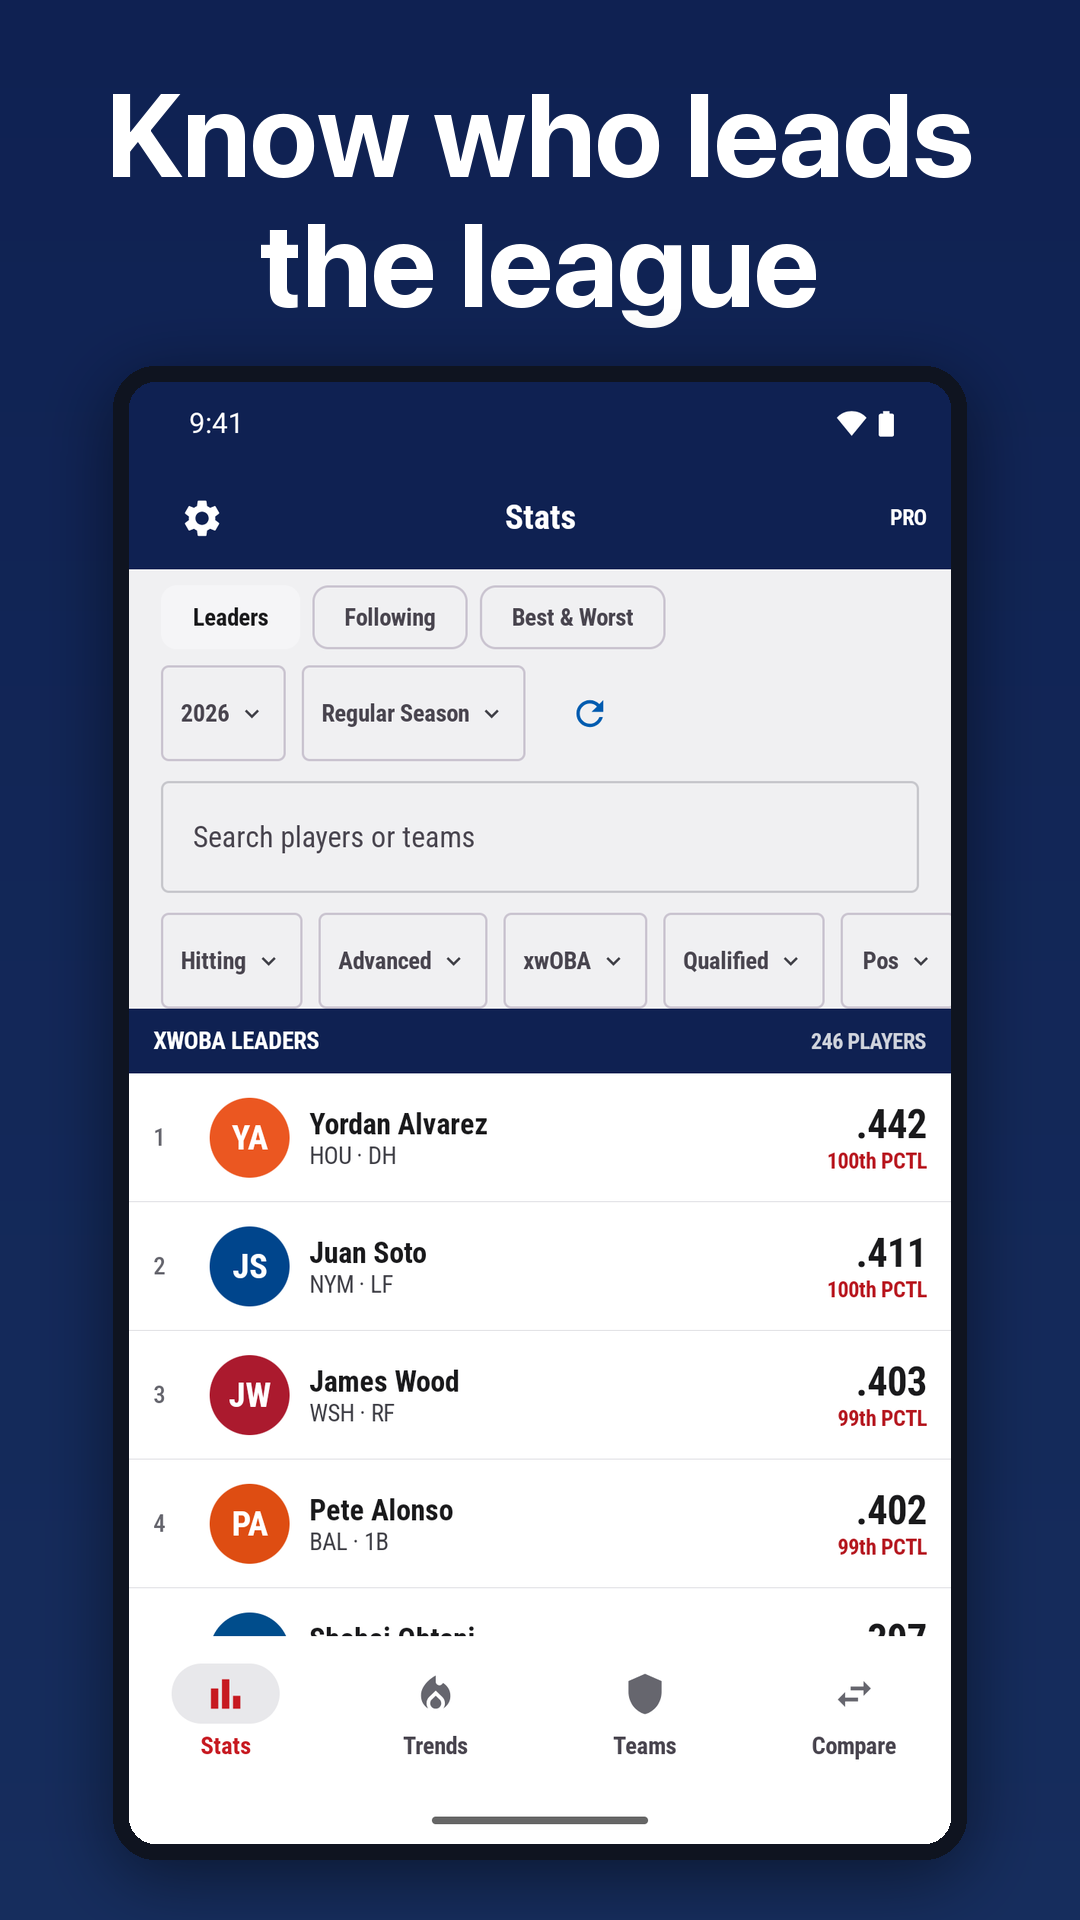 Know who leads
the league
9:41
Stats
PRO
Leaders
Following
Best & Worst
2026
Regular Season
Search players or teams
Hitting
Advanced
xwOBA
Qualified
Pos
XWOBA LEADERS
246 PLAYERS
1
YA
Yordan Alvarez
HOU · DH
.442
100th PCTL
2
JS
Juan Soto
NYM · LF
.411
100th PCTL
3
JW
James Wood
WSH · RF
.403
99th PCTL
4
PA
Pete Alonso
BAL · 1B
.402
99th PCTL
Stats
Trends
Teams
Compare